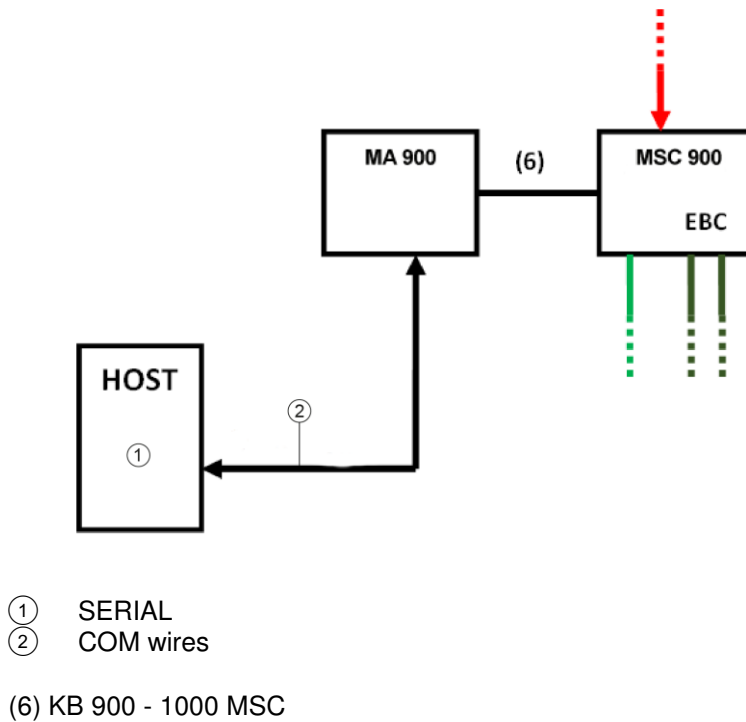 MA 900
(6)
MSC 900
EBC
HOST
②
①
① SERIAL
② COM wires
(6) KB 900 - 1000 MSC